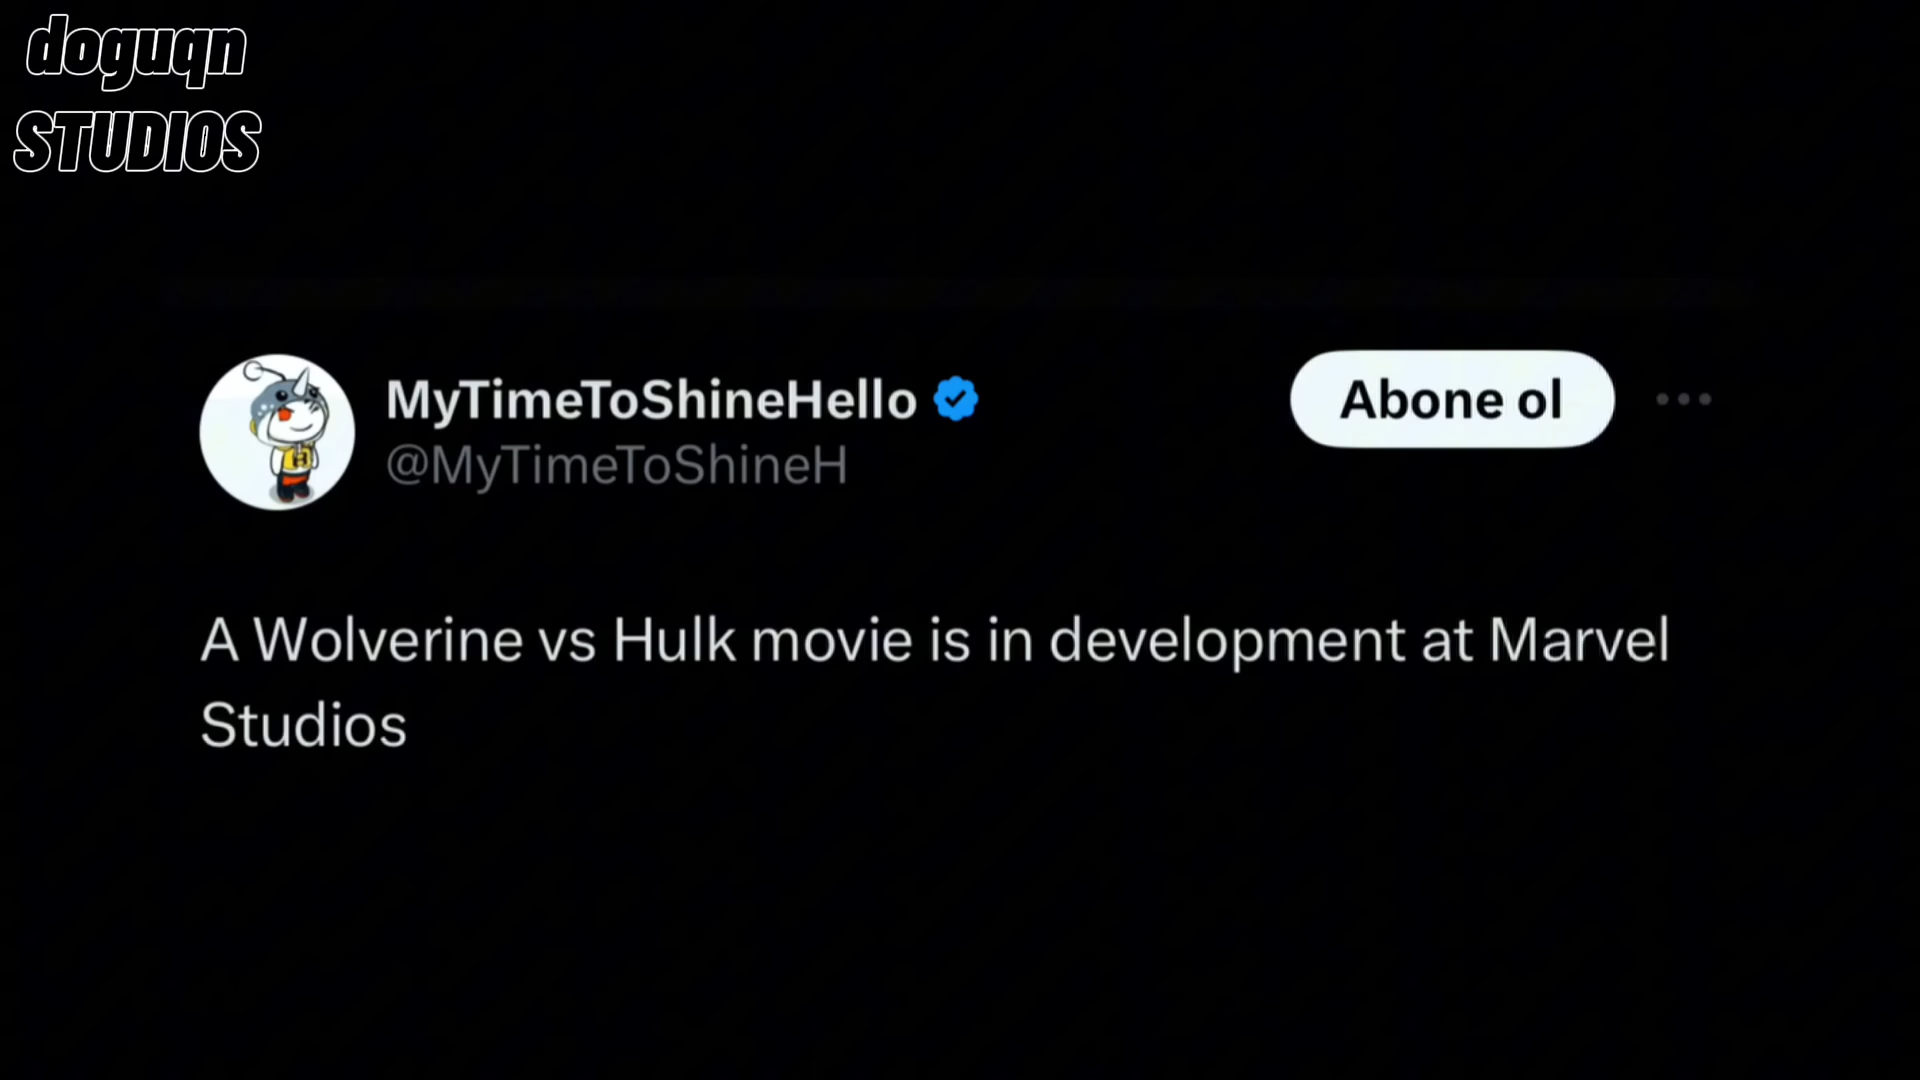 doguqn
STUDIOS
MyTimeToShineHello
Abone ol
@MyTimeToShineH
A Wolverine vs Hulk movie is in development at Marvel
Studios